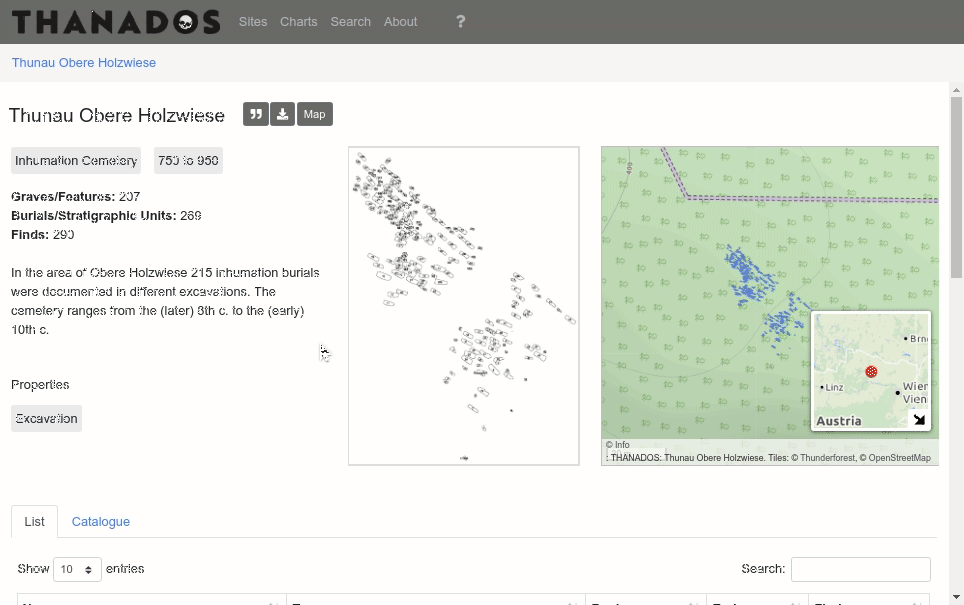 THANADOS Sites Charts Search About ?
Thunau Obere Holzwiese
Thunau Obere Holzwiese Map
Inhumation Cemetery 750 to 950
Graves/Features: 207
Burials/Stratigraphic Units: 269
Finds: 290
In the area of Obere Holzwiese 215 inhumation burials
were documented in different excavations. The
cemetery ranges from the (later) 8th c. to the (early)
10th c.
Properties
Excavation
Linz
Austria
© Info
: THANADOS: Thunau Obere Holzwiese. Tiles: © Thunderforest, © OpenStreetMap
List Catalogue
Show 10 entries Search: